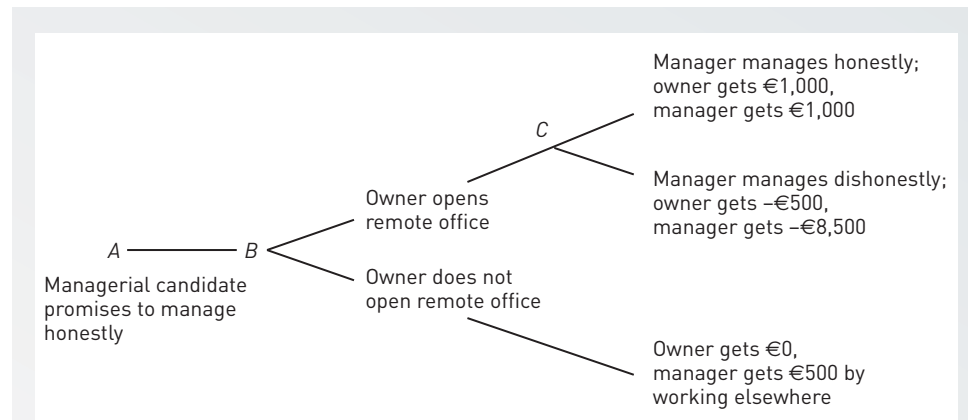 Manager manages honestly;
owner gets €1,000,
manager gets €1,000
C
Manager manages dishonestly;
owner gets –€500,
manager gets –€8,500
Owner opens
remote office
A
B
Managerial candidate
promises to manage
honestly
Owner does not
open remote office
Owner gets €0,
manager gets €500 by
working elsewhere